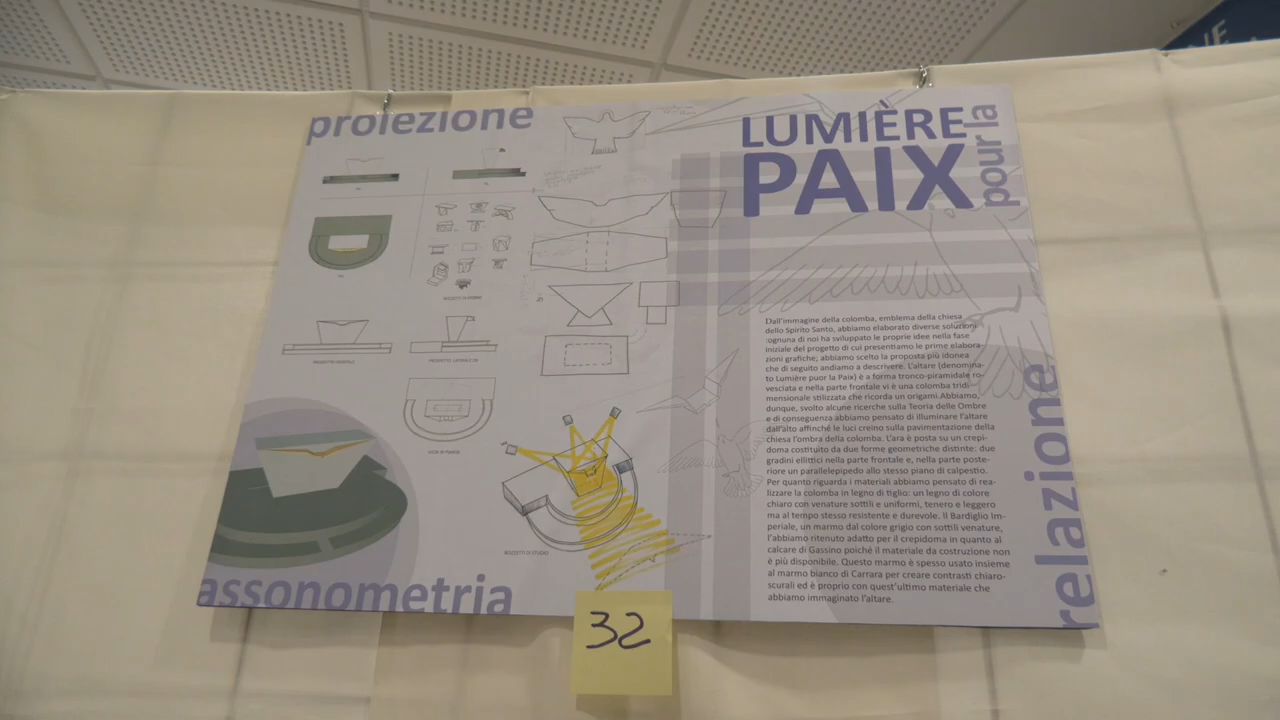 proiezione
LUMIÈRE
PAIX
pour la
BOZZETTI DI STUDIO
assonometria
relazione
Dall'immagine della colomba, emblema della chiesa
dello Spirito Santo, abbiamo elaborato diverse soluzioni
:ognuna di noi ha sviluppato le proprie idee nella fase
iniziale del progetto di cui presentiamo le prime elabora-
zioni grafiche; abbiamo scelto la proposta più idonea
che di seguito andiamo a descrivere. L'altare (denomina-
to Lumière puor la Paix) è a forma tronco-piramidale ro-
vesciata e nella parte frontale vi è una colomba tridi-
mensionale stilizzata che ricorda un origami.Abbiamo,
dunque, svolto alcune ricerche sulla Teoria delle Ombre
e di conseguenza abbiamo pensato di illuminare l'altare
dall'alto affinché le luci creino sulla pavimentazione della
chiesa l'ombra della colomba. L'ara è posta su un crepi-
doma costituito da due forme geometriche distinte: due
gradini ellittici nella parte frontale e, nella parte poste-
riore un parallelepipedo allo stesso piano di calpestio.
Per quanto riguarda i materiali abbiamo pensato di rea-
lizzare la colomba in legno di tiglio: un legno di colore
chiaro con venature sottili e uniformi, tenero e leggero
ma al tempo stesso resistente e durevole. Il Bardiglio Im-
periale, un marmo dal colore grigio con sottili venature,
l'abbiamo ritenuto adatto per il crepidoma in quanto al
calcare di Gassino poiché il materiale da costruzione non
è più disponibile. Questo marmo è spesso usato insieme
al marmo bianco di Carrara per creare contrasti chiaro-
scurali ed è proprio con quest'ultimo materiale che
abbiamo immaginato l'altare.
32